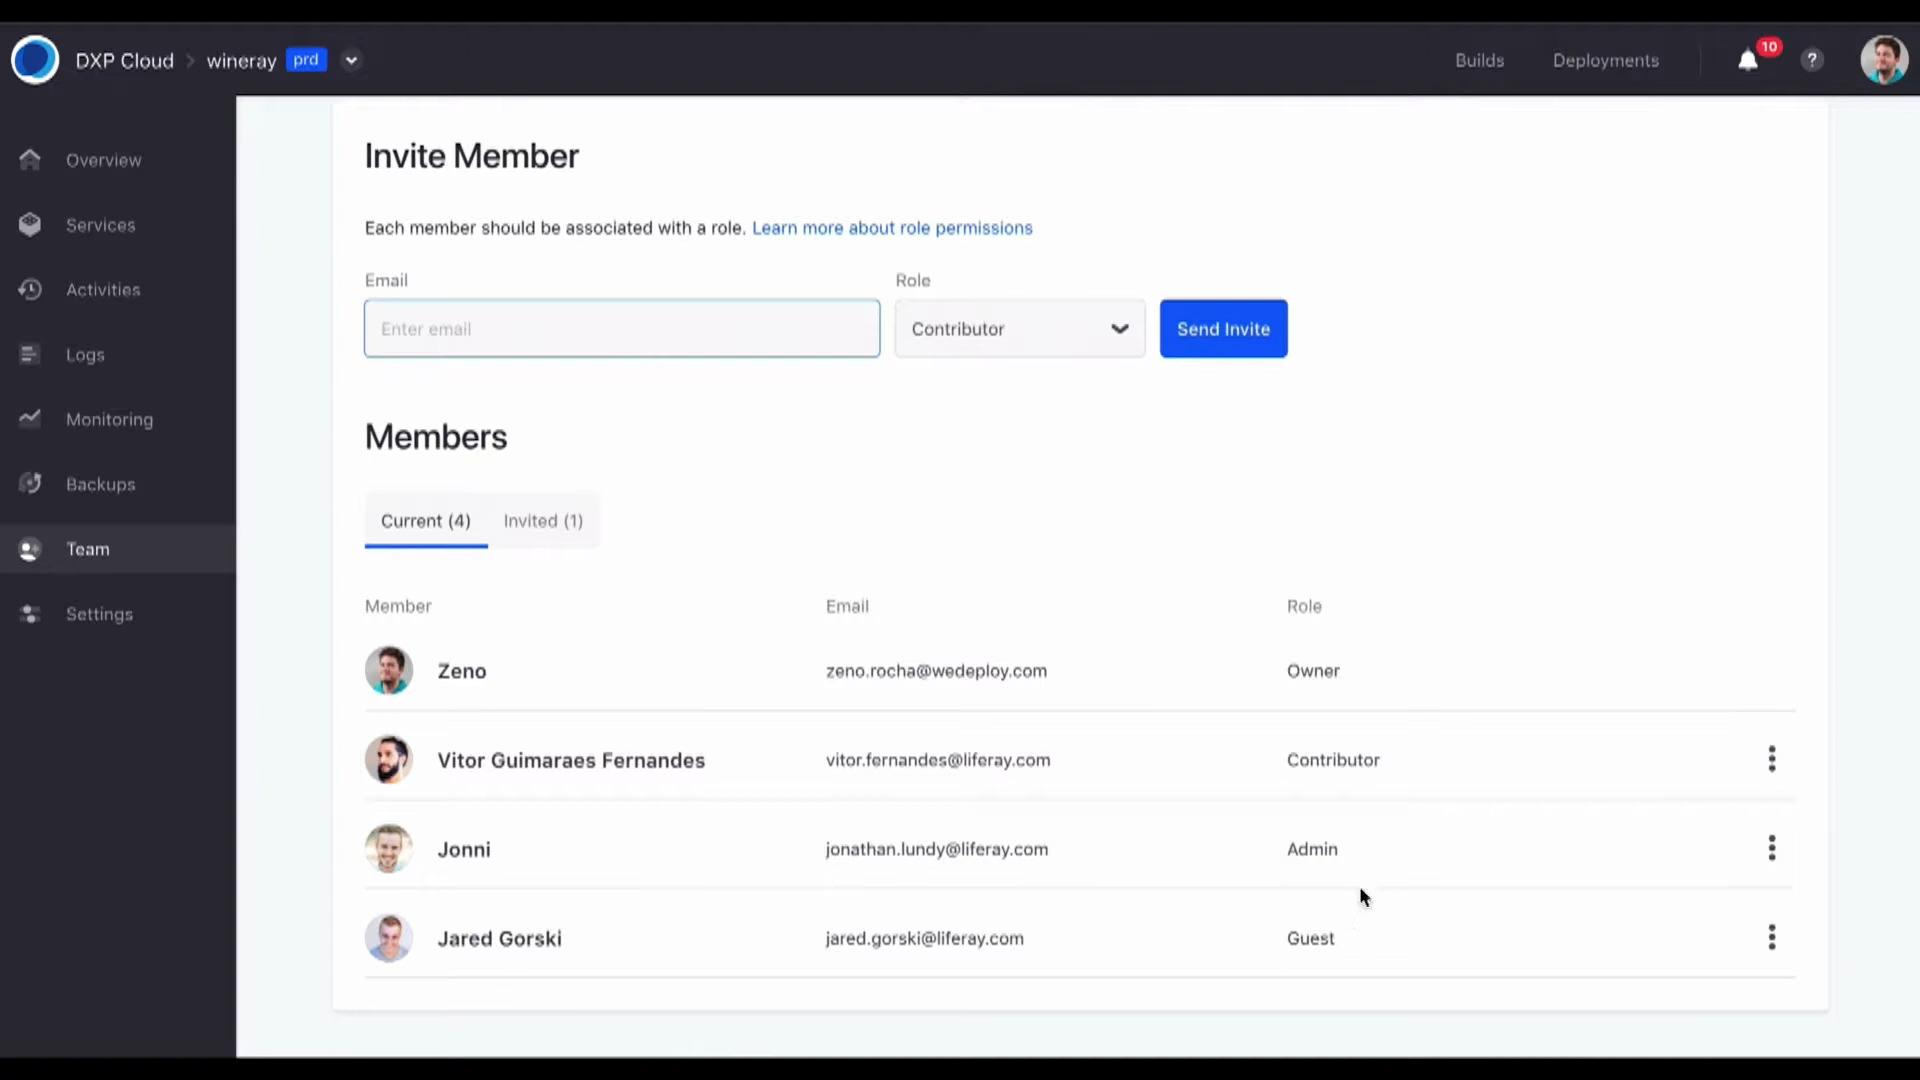 DXP Cloud > wineray prd
Builds
Deployments
10
?
Overview
Services
Activities
Logs
Monitoring
Backups
Team
Settings
Invite Member
Each member should be associated with a role. Learn more about role permissions
Email Role
Enter email Contributor Send Invite
Members
Current (4) Invited (1)
Member Email Role
Zeno zeno.rocha@wedeploy.com Owner
Vitor Guimaraes Fernandes vitor.fernandes@liferay.com Contributor
Jonni jonathan.lundy@liferay.com Admin
Jared Gorski jared.gorski@liferay.com Guest